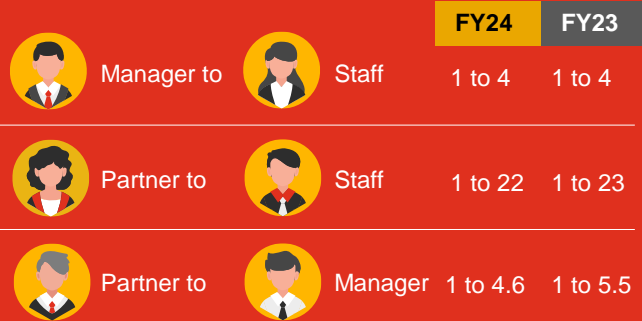 FY24 FY23
Manager to Staff 1 to 4 1 to 4
Partner to Staff 1 to 22 1 to 23
Partner to Manager 1 to 4.6 1 to 5.5